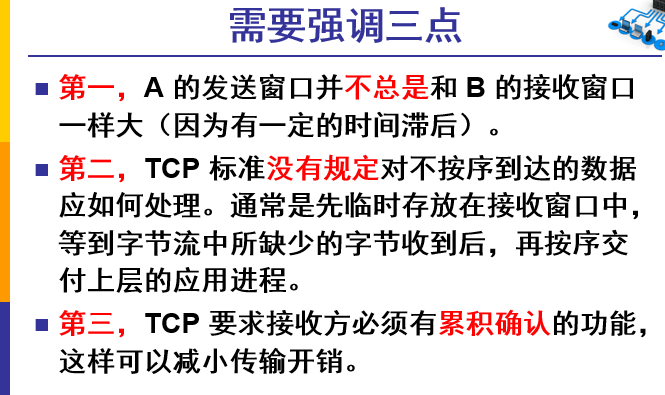 需要强调三点
第一，A 的发送窗口并不总是和 B 的接收窗口
一样大（因为有一定的时间滞后）。
第二，TCP 标准没有规定对不按序到达的数据
应如何处理。通常是先临时存放在接收窗口中，
等到字节流中所缺少的字节收到后，再按序交
付上层的应用进程。
第三，TCP 要求接收方必须有累积确认的功能，
这样可以减小传输开销。